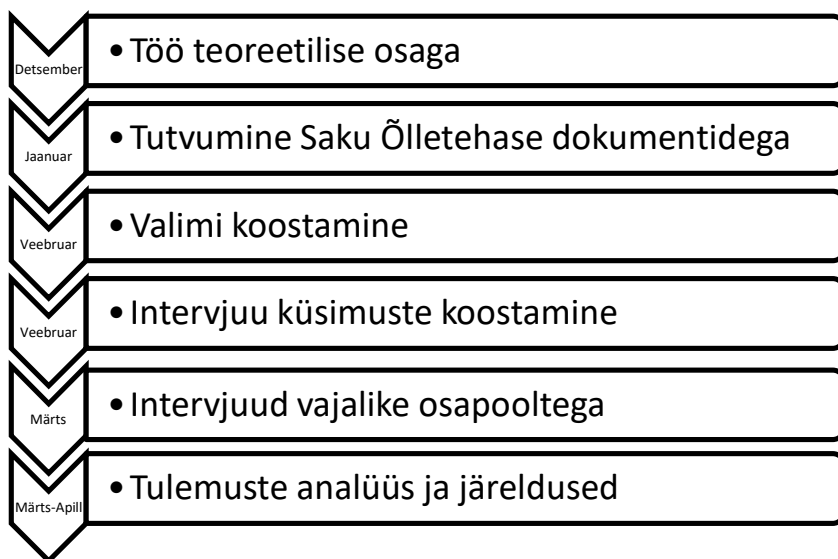 Detsember
• Töö teoreetilise osaga
Jaanuar
• Tutvumine Saku Õlletehase dokumentidega
Veebruar
• Valimi koostamine
Veebruar
• Intervjuu küsimuste koostamine
Märts
• Intervjuud vajalike osapooltega
Märts-Apill
• Tulemuste analüüs ja järeldused